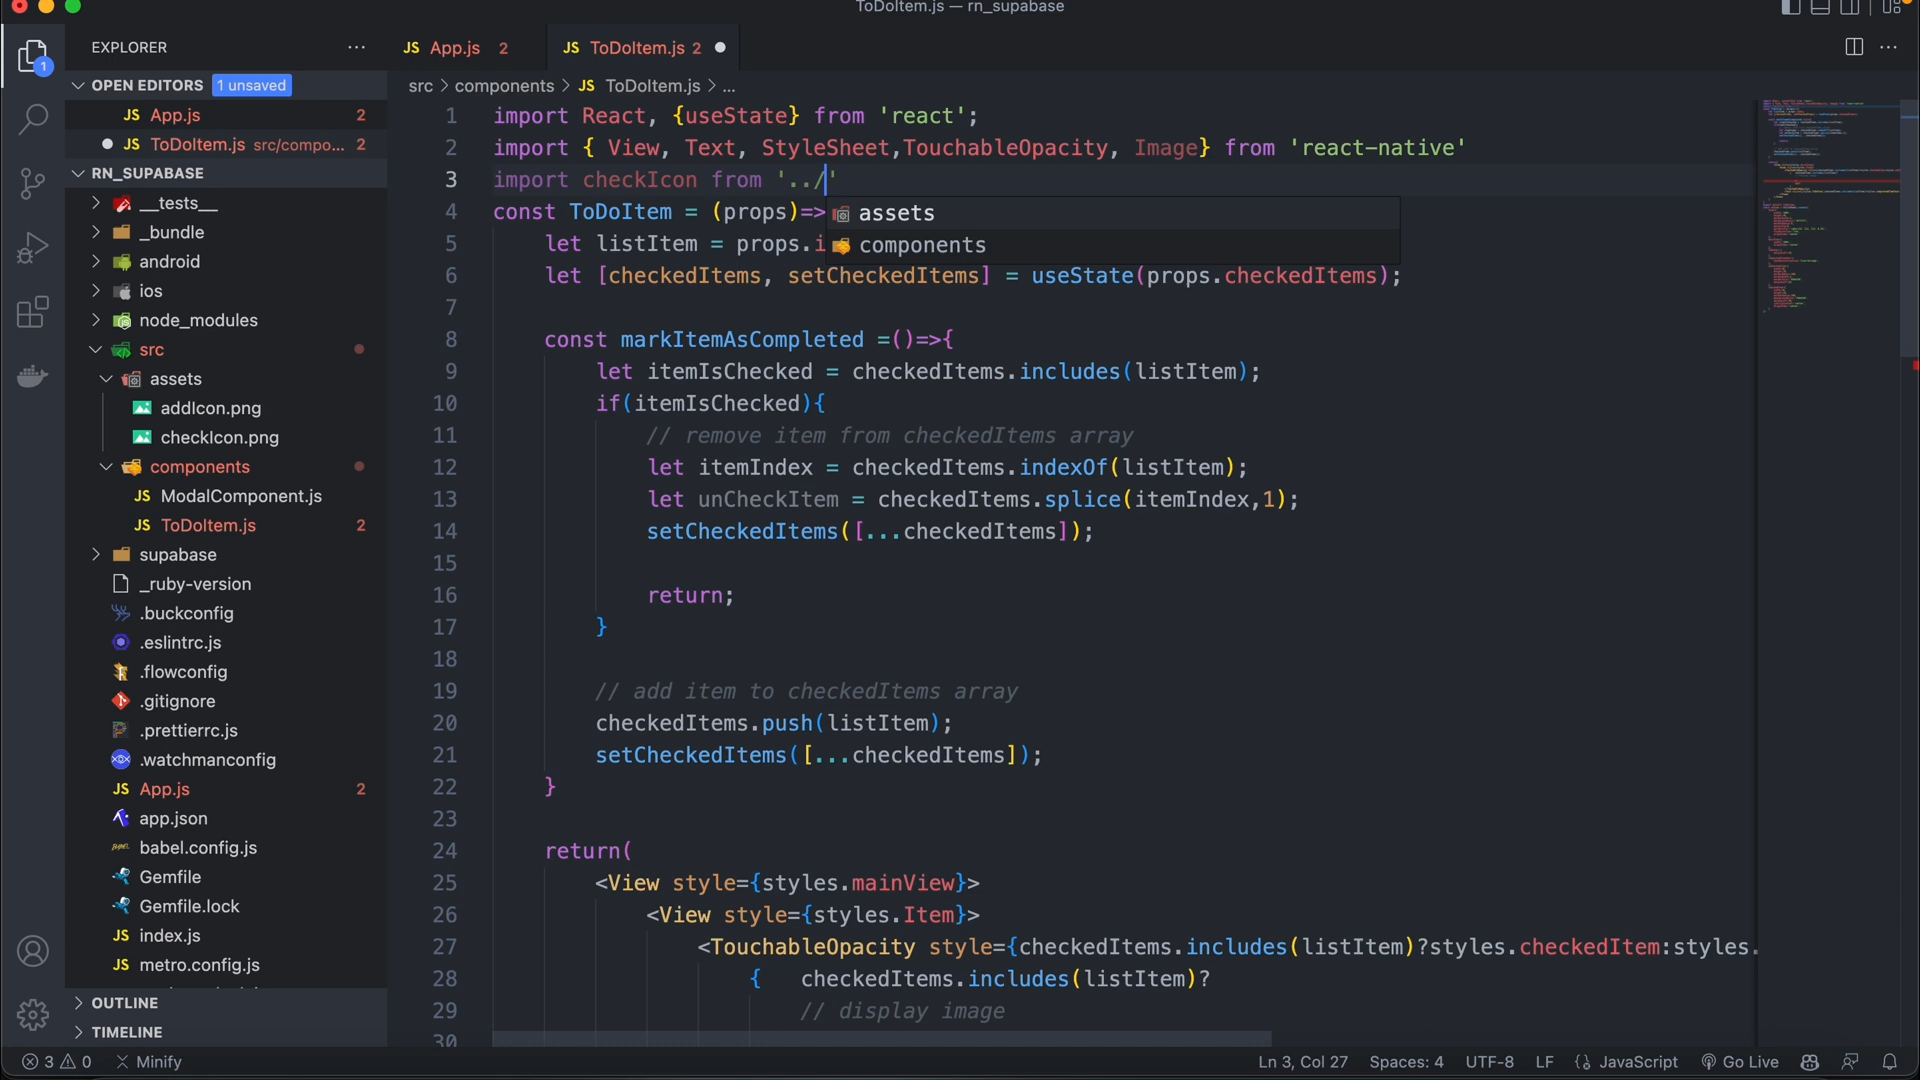 ToDoItem.js — rn_supabase
EXPLORER
JS App.js 2
JS ToDoItem.js 2
OPEN EDITORS 1 unsaved
JS App.js 2
JS ToDoItem.js src/compo... 2
RN_SUPABASE
__tests__
_bundle
android
ios
node_modules
src
assets
addIcon.png
checkIcon.png
components
JS ModalComponent.js
JS ToDoItem.js 2
supabase
_ruby-version
.buckconfig
.eslintrc.js
.flowconfig
.gitignore
.prettierrc.js
.watchmanconfig
JS App.js 2
app.json
babel.config.js
Gemfile
Gemfile.lock
JS index.js
JS metro.config.js
OUTLINE
TIMELINE
src > components > JS ToDoItem.js > ...
1 import React, {useState} from 'react';
2 import { View, Text, StyleSheet,TouchableOpacity, Image} from 'react-native'
3 import checkIcon from '../'
assets
components
4 const ToDoItem = (props)=>
5 let listItem = props.i
6 let [checkedItems, setCheckedItems] = useState(props.checkedItems);
7
8 const markItemAsCompleted =()=>{
9 let itemIsChecked = checkedItems.includes(listItem);
10 if(itemIsChecked){
11 // remove item from checkedItems array
12 let itemIndex = checkedItems.indexOf(listItem);
13 let unCheckItem = checkedItems.splice(itemIndex,1);
14 setCheckedItems([...checkedItems]);
15
16 return;
17 }
18
19 // add item to checkedItems array
20 checkedItems.push(listItem);
21 setCheckedItems([...checkedItems]);
22 }
23
24 return(
25 <View style={styles.mainView}>
26 <View style={styles.Item}>
27 <TouchableOpacity style={checkedItems.includes(listItem)?styles.checkedItem:styles.
28 { checkedItems.includes(listItem)?
29 // display image
30
3 0 Minify
Ln 3, Col 27 Spaces: 4 UTF-8 LF {} JavaScript Go Live